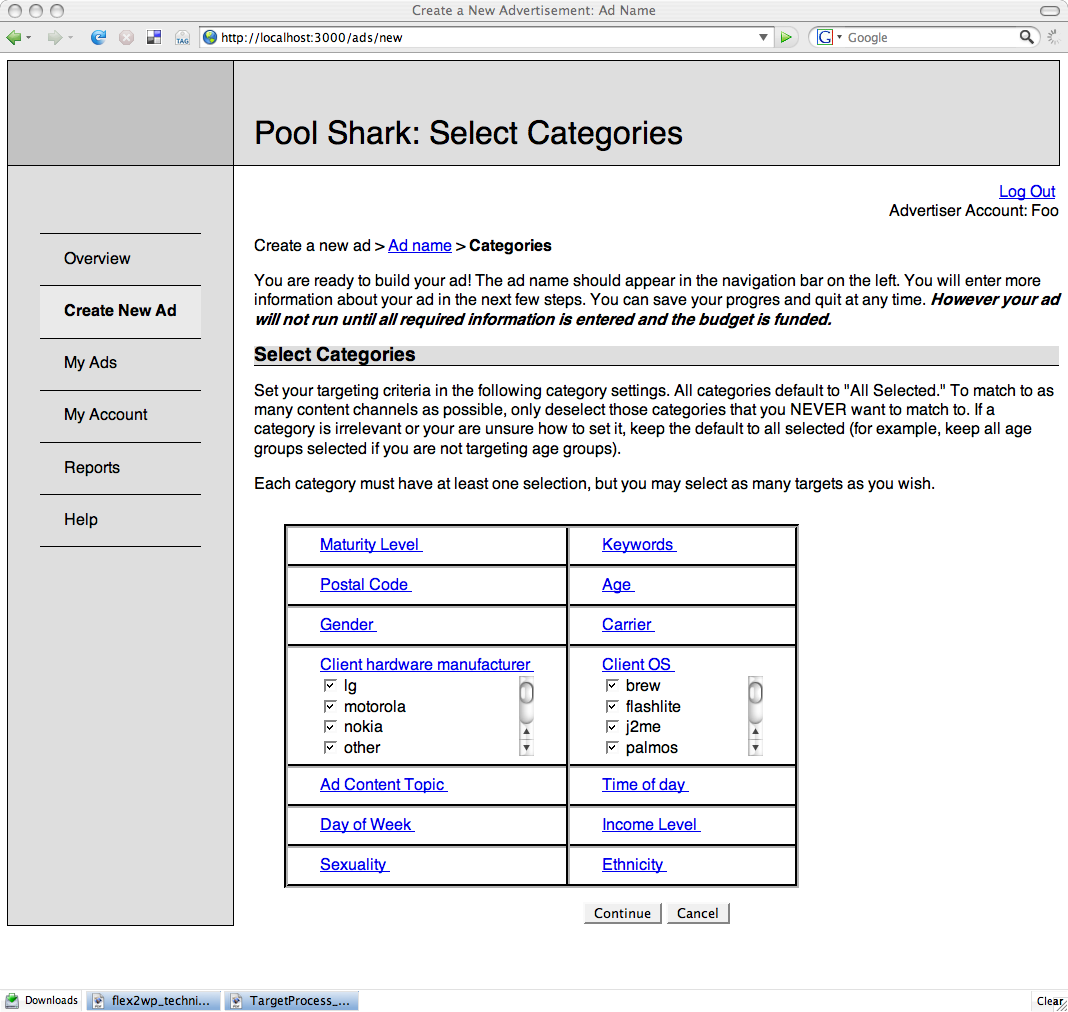 Create a New Advertisement: Ad Name
TAG
http://localhost:3000/ads/new
G
Google
Pool Shark: Select Categories
Log Out
Advertiser Account: Foo
Overview
Create New Ad
My Ads
My Account
Reports
Help
Create a new ad > Ad name > Categories
You are ready to build your ad! The ad name should appear in the navigation bar on the left. You will enter more
information about your ad in the next few steps. You can save your progres and quit at any time. However your ad
will not run until all required information is entered and the budget is funded.
Select Categories
Set your targeting criteria in the following category settings. All categories default to "All Selected." To match to as
many content channels as possible, only deselect those categories that you NEVER want to match to. If a
category is irrelevant or your are unsure how to set it, keep the default to all selected (for example, keep all age
groups selected if you are not targeting age groups).
Each category must have at least one selection, but you may select as many targets as you wish.
Maturity Level
Keywords
Postal Code
Age
Gender
Carrier
Client hardware manufacturer
lg
motorola
nokia
other
Client OS
brew
flashlite
j2me
palmos
Ad Content Topic
Time of day
Day of Week
Income Level
Sexuality
Ethnicity
Continue
Cancel
Downloads
flex2wp_techni...
TargetProcess_...
Clear